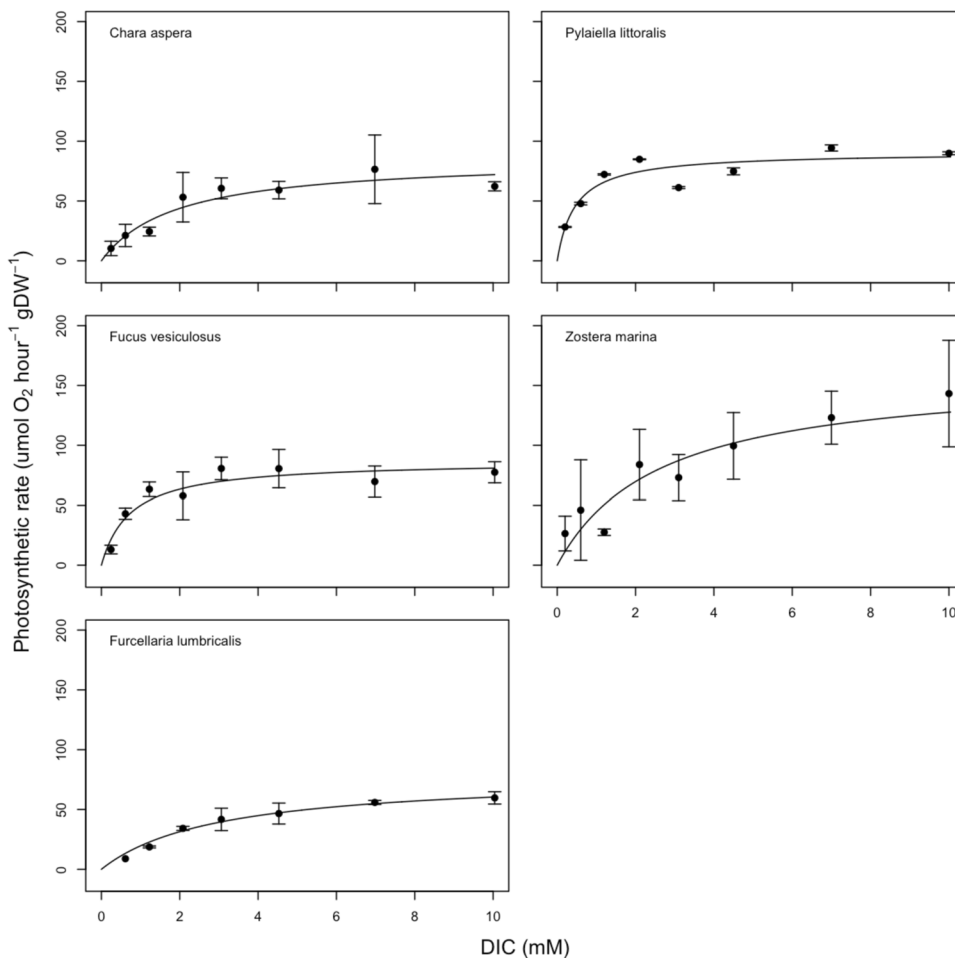 Chara aspera
0
50
100
150
200
Pylaiella littoralis
Fucus vesiculosus
0
50
100
150
200
Zostera marina
0 2 4 6 8 10
Furcellaria lumbricalis
0
50
100
150
200
0 2 4 6 8 10
Photosynthetic rate (umol O₂ hour⁻¹ gDW⁻¹)
DIC (mM)